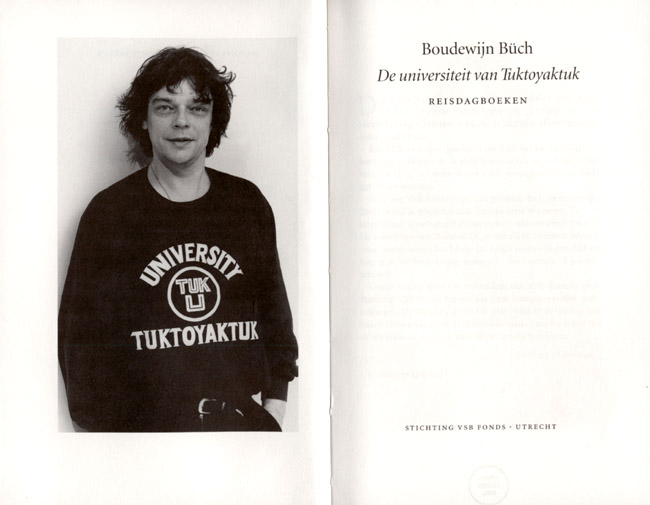 UNIVERSITY
TUK
U
TUKTOYAKTUK
Boudewijn Büch
De universiteit van Tuktoyaktuk
REISDAGBOEKEN
STICHTING VSB FONDS · UTRECHT